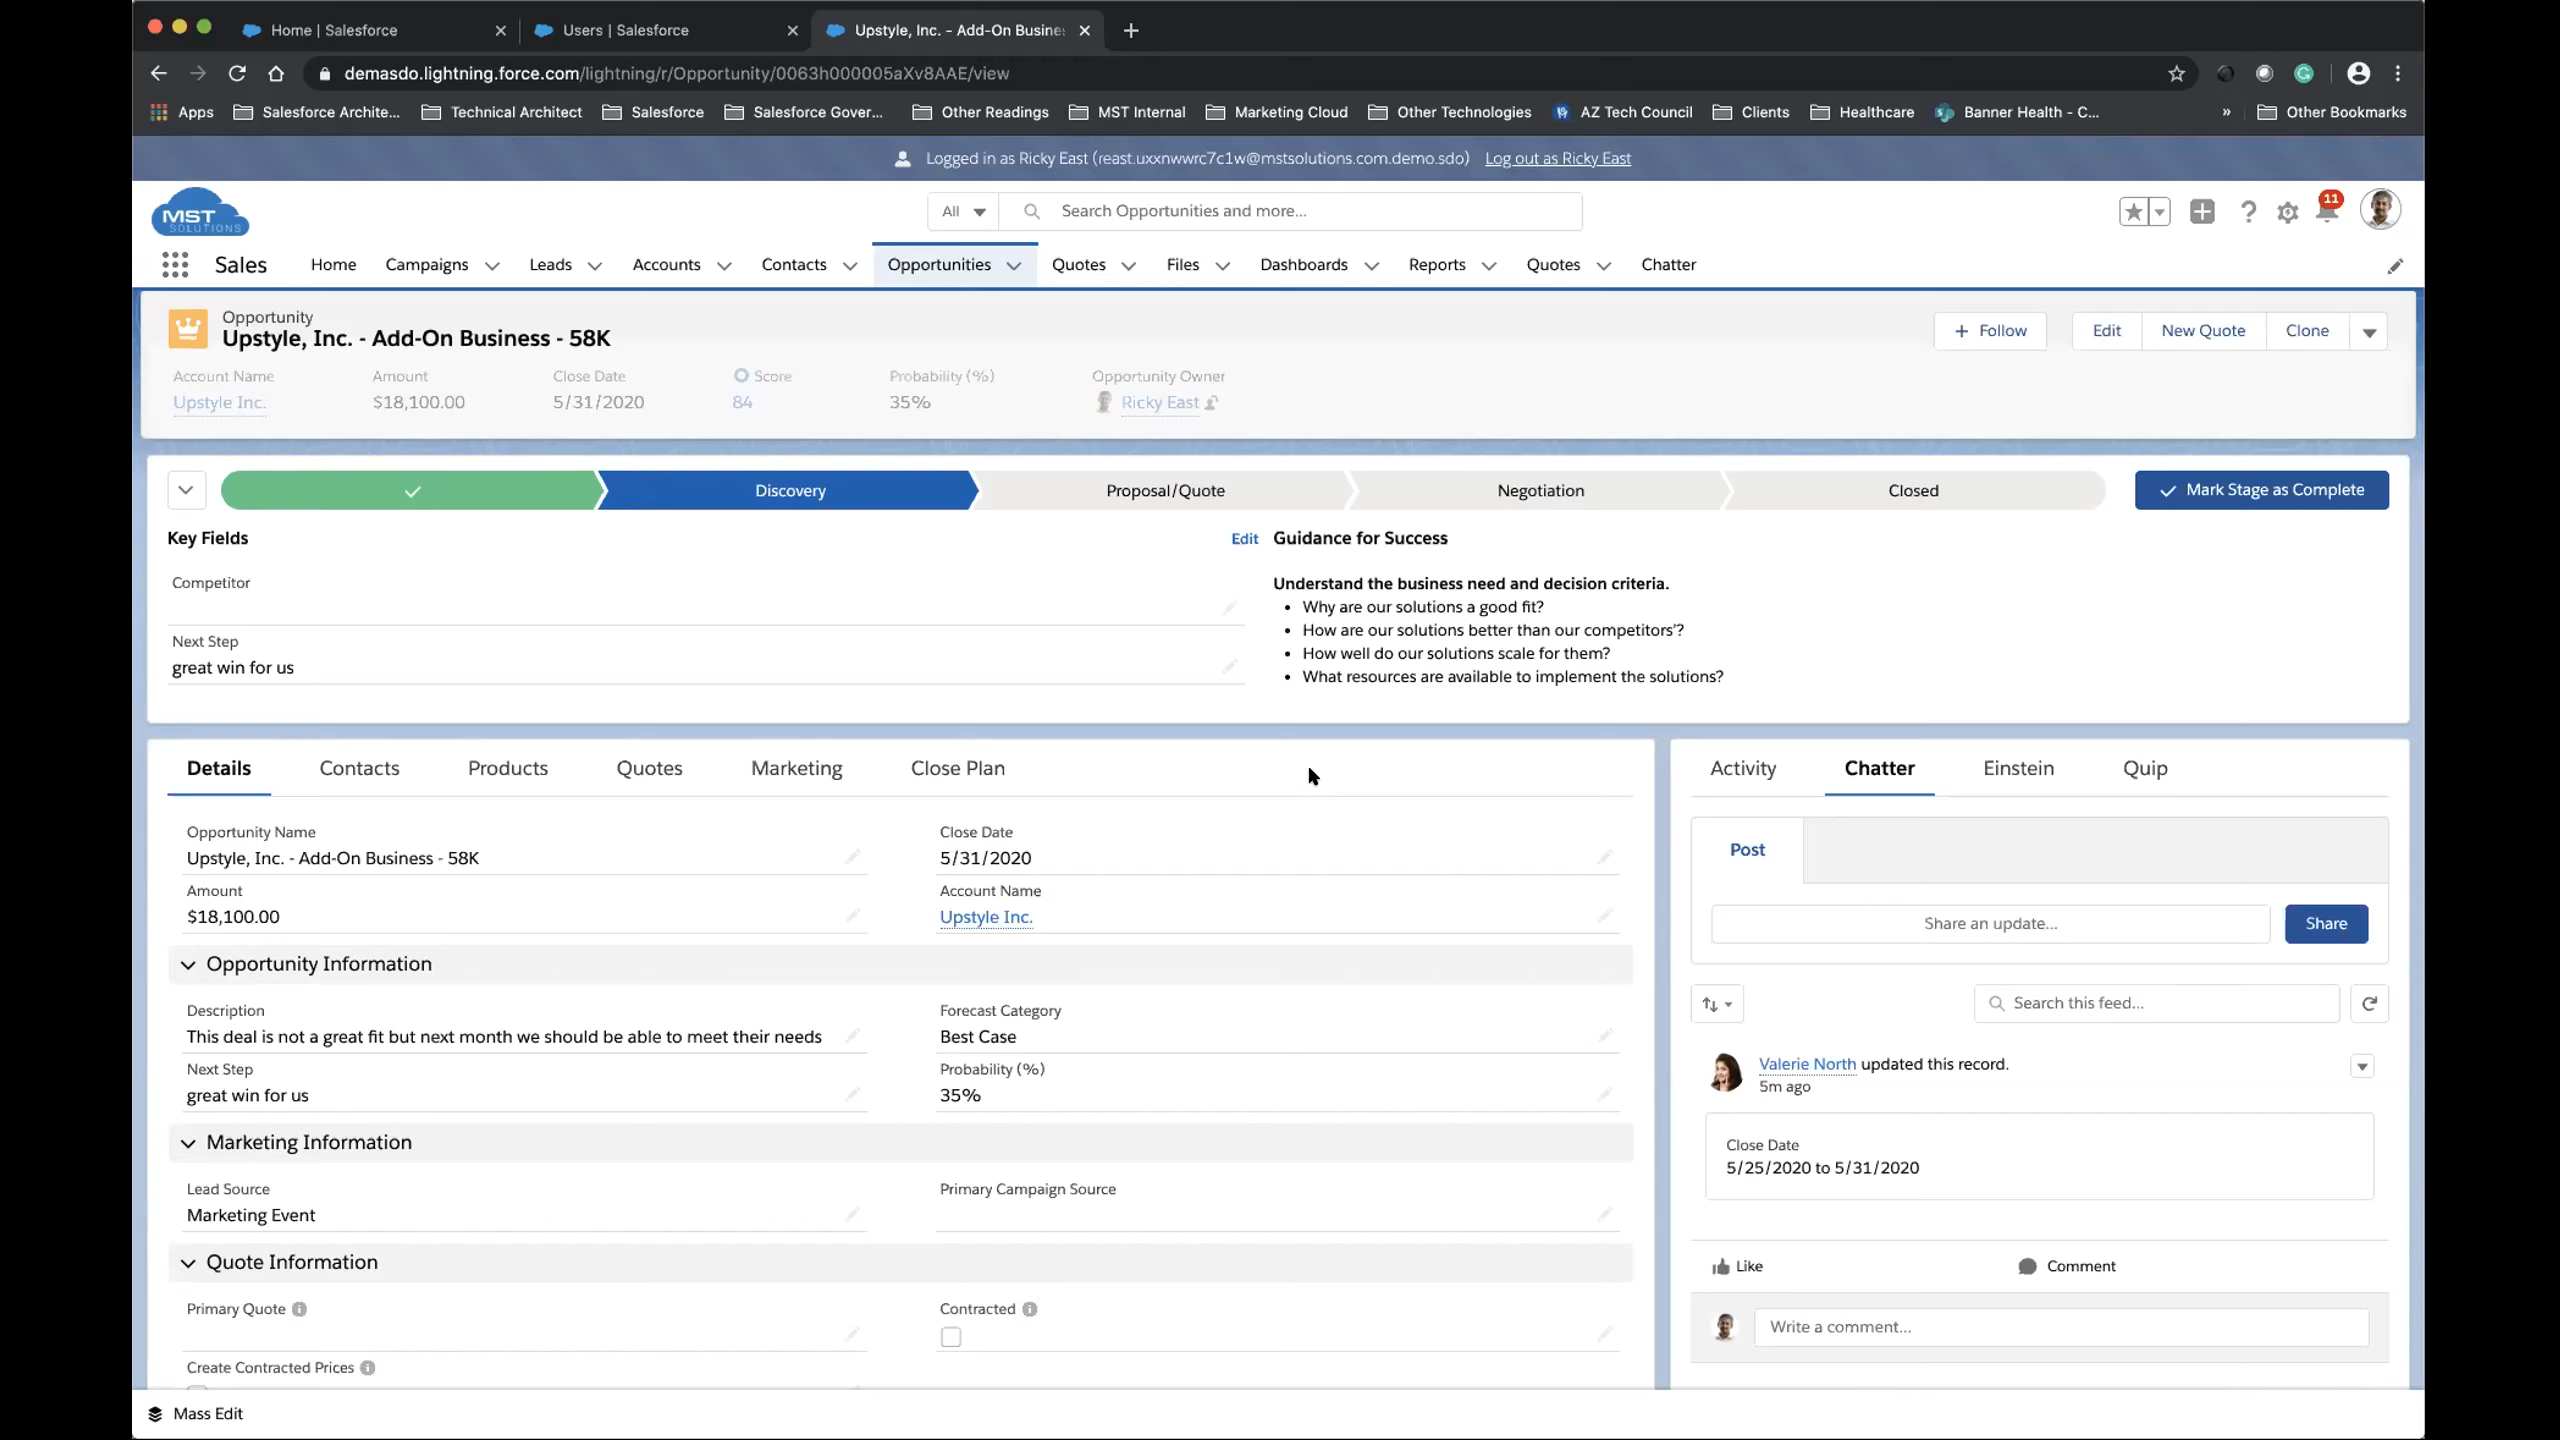 Home | Salesforce
Users | Salesforce
Upstyle, Inc. - Add-On Busine
demasdo.lightning.force.com/lightning/r/Opportunity/0063h000005aXv8AAE/view
Apps Salesforce Archite... Technical Architect Salesforce Salesforce Gover... Other Readings MST Internal Marketing Cloud Other Technologies AZ Tech Council Clients Healthcare Banner Health - C... » Other Bookmarks
Logged in as Ricky East (reast.uxxnwwrc7c1w@mstsolutions.com.demo.sdo) Log out as Ricky East
MST
SOLUTIONS
All Search Opportunities and more...
11
Sales Home Campaigns Leads Accounts Contacts Opportunities Quotes Files Dashboards Reports Quotes Chatter
Opportunity
Upstyle, Inc. - Add-On Business - 58K
+ Follow Edit New Quote Clone
Account Name Amount Close Date Score Probability (%) Opportunity Owner
Upstyle Inc. $18,100.00 5/31/2020 84 35% Ricky East
Discovery Proposal/Quote Negotiation Closed Mark Stage as Complete
Key Fields Edit
Competitor
Next Step
great win for us
Guidance for Success
Understand the business need and decision criteria.
• Why are our solutions a good fit?
• How are our solutions better than our competitors'?
• How well do our solutions scale for them?
• What resources are available to implement the solutions?
Details Contacts Products Quotes Marketing Close Plan
Opportunity Name Close Date
Upstyle, Inc. - Add-On Business - 58K 5/31/2020
Amount Account Name
$18,100.00 Upstyle Inc.
Opportunity Information
Description Forecast Category
This deal is not a great fit but next month we should be able to meet their needs Best Case
Next Step Probability (%)
great win for us 35%
Marketing Information
Lead Source Primary Campaign Source
Marketing Event
Quote Information
Primary Quote Contracted
Create Contracted Prices
Activity Chatter Einstein Quip
Post
Share an update... Share
Search this feed...
Valerie North updated this record.
5m ago
Close Date
5/25/2020 to 5/31/2020
Like Comment
Write a comment...
Mass Edit